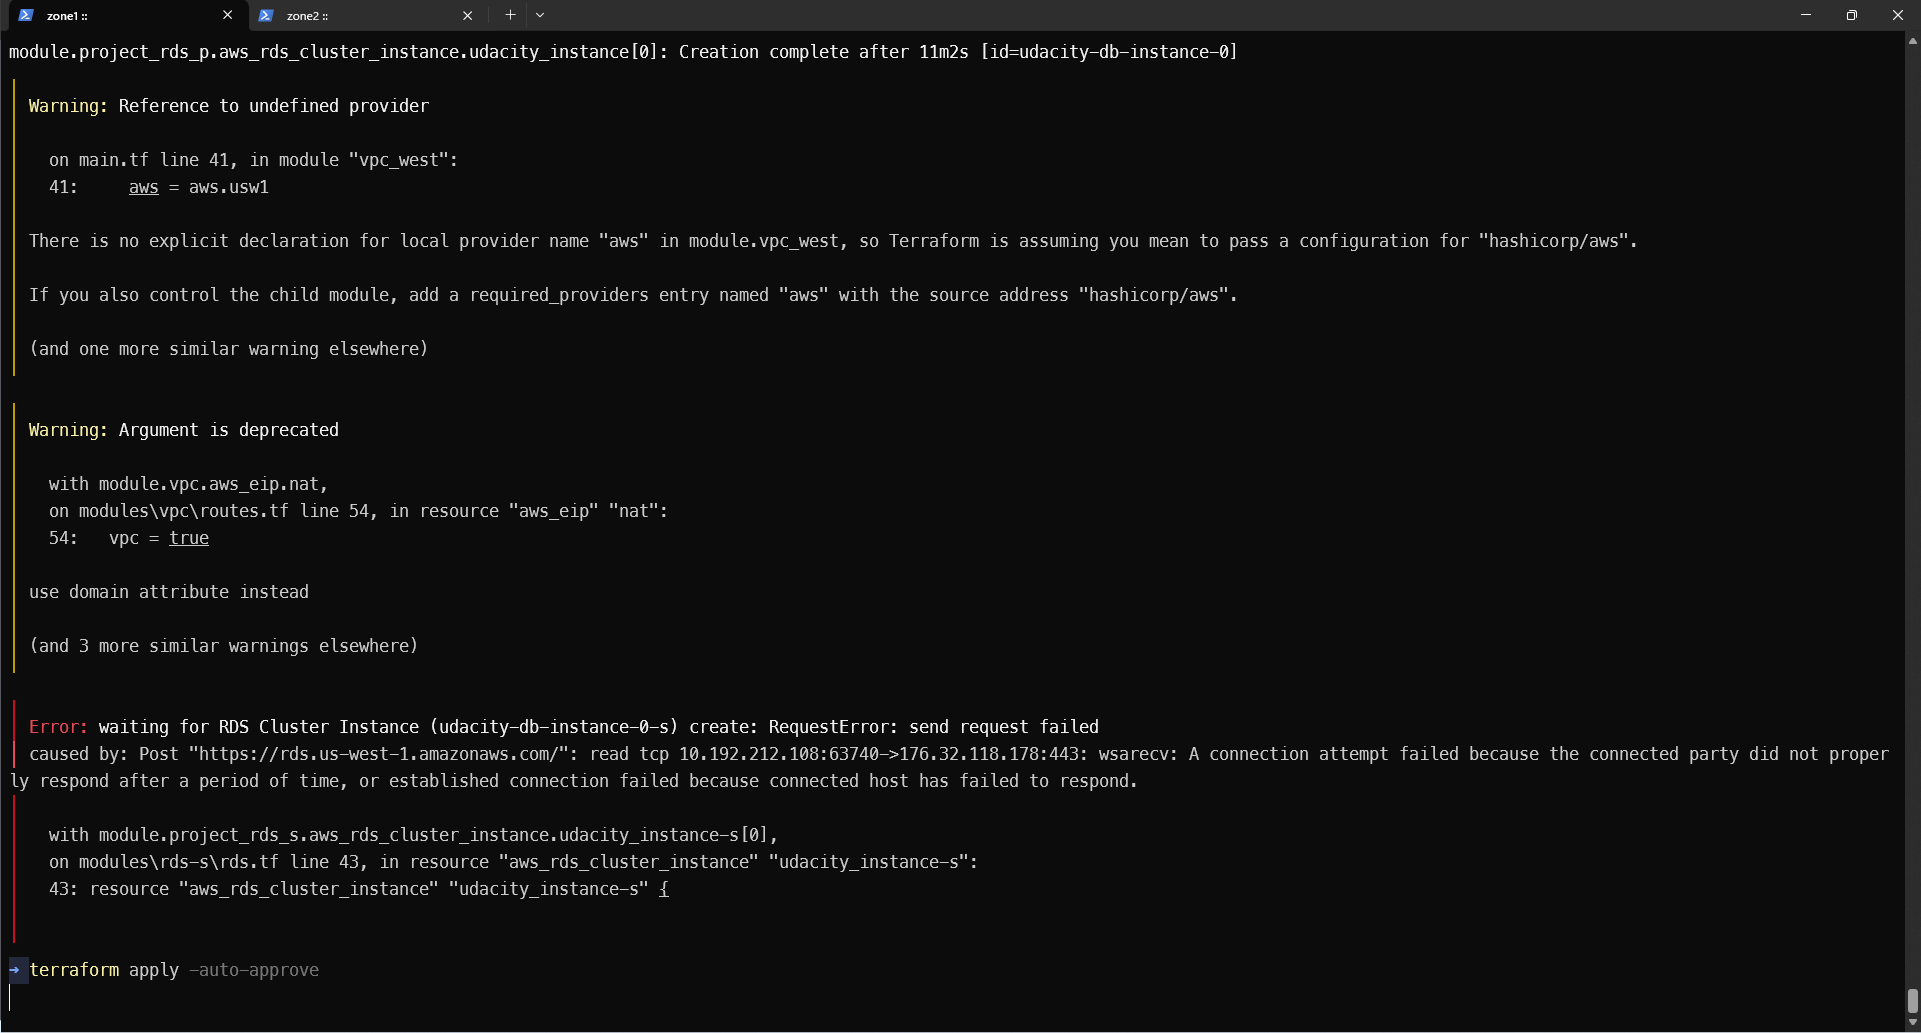 zone1 ::
zone2 ::
module.project_rds_p.aws_rds_cluster_instance.udacity_instance[0]: Creation complete after 11m2s [id=udacity-db-instance-0]
Warning: Reference to undefined provider
on main.tf line 41, in module "vpc_west":
41:     aws = aws.usw1
There is no explicit declaration for local provider name "aws" in module.vpc_west, so Terraform is assuming you mean to pass a configuration for "hashicorp/aws".
If you also control the child module, add a required_providers entry named "aws" with the source address "hashicorp/aws".
(and one more similar warning elsewhere)
Warning: Argument is deprecated
with module.vpc.aws_eip.nat,
on modules\vpc\routes.tf line 54, in resource "aws_eip" "nat":
54:   vpc = true
use domain attribute instead
(and 3 more similar warnings elsewhere)
Error: waiting for RDS Cluster Instance (udacity-db-instance-0-s) create: RequestError: send request failed
caused by: Post "https://rds.us-west-1.amazonaws.com/": read tcp 10.192.212.108:63740->176.32.118.178:443: wsarecv: A connection attempt failed because the connected party did not proper
ly respond after a period of time, or established connection failed because connected host has failed to respond.
with module.project_rds_s.aws_rds_cluster_instance.udacity_instance-s[0],
on modules\rds-s\rds.tf line 43, in resource "aws_rds_cluster_instance" "udacity_instance-s":
43: resource "aws_rds_cluster_instance" "udacity_instance-s" {
→ terraform apply -auto-approve